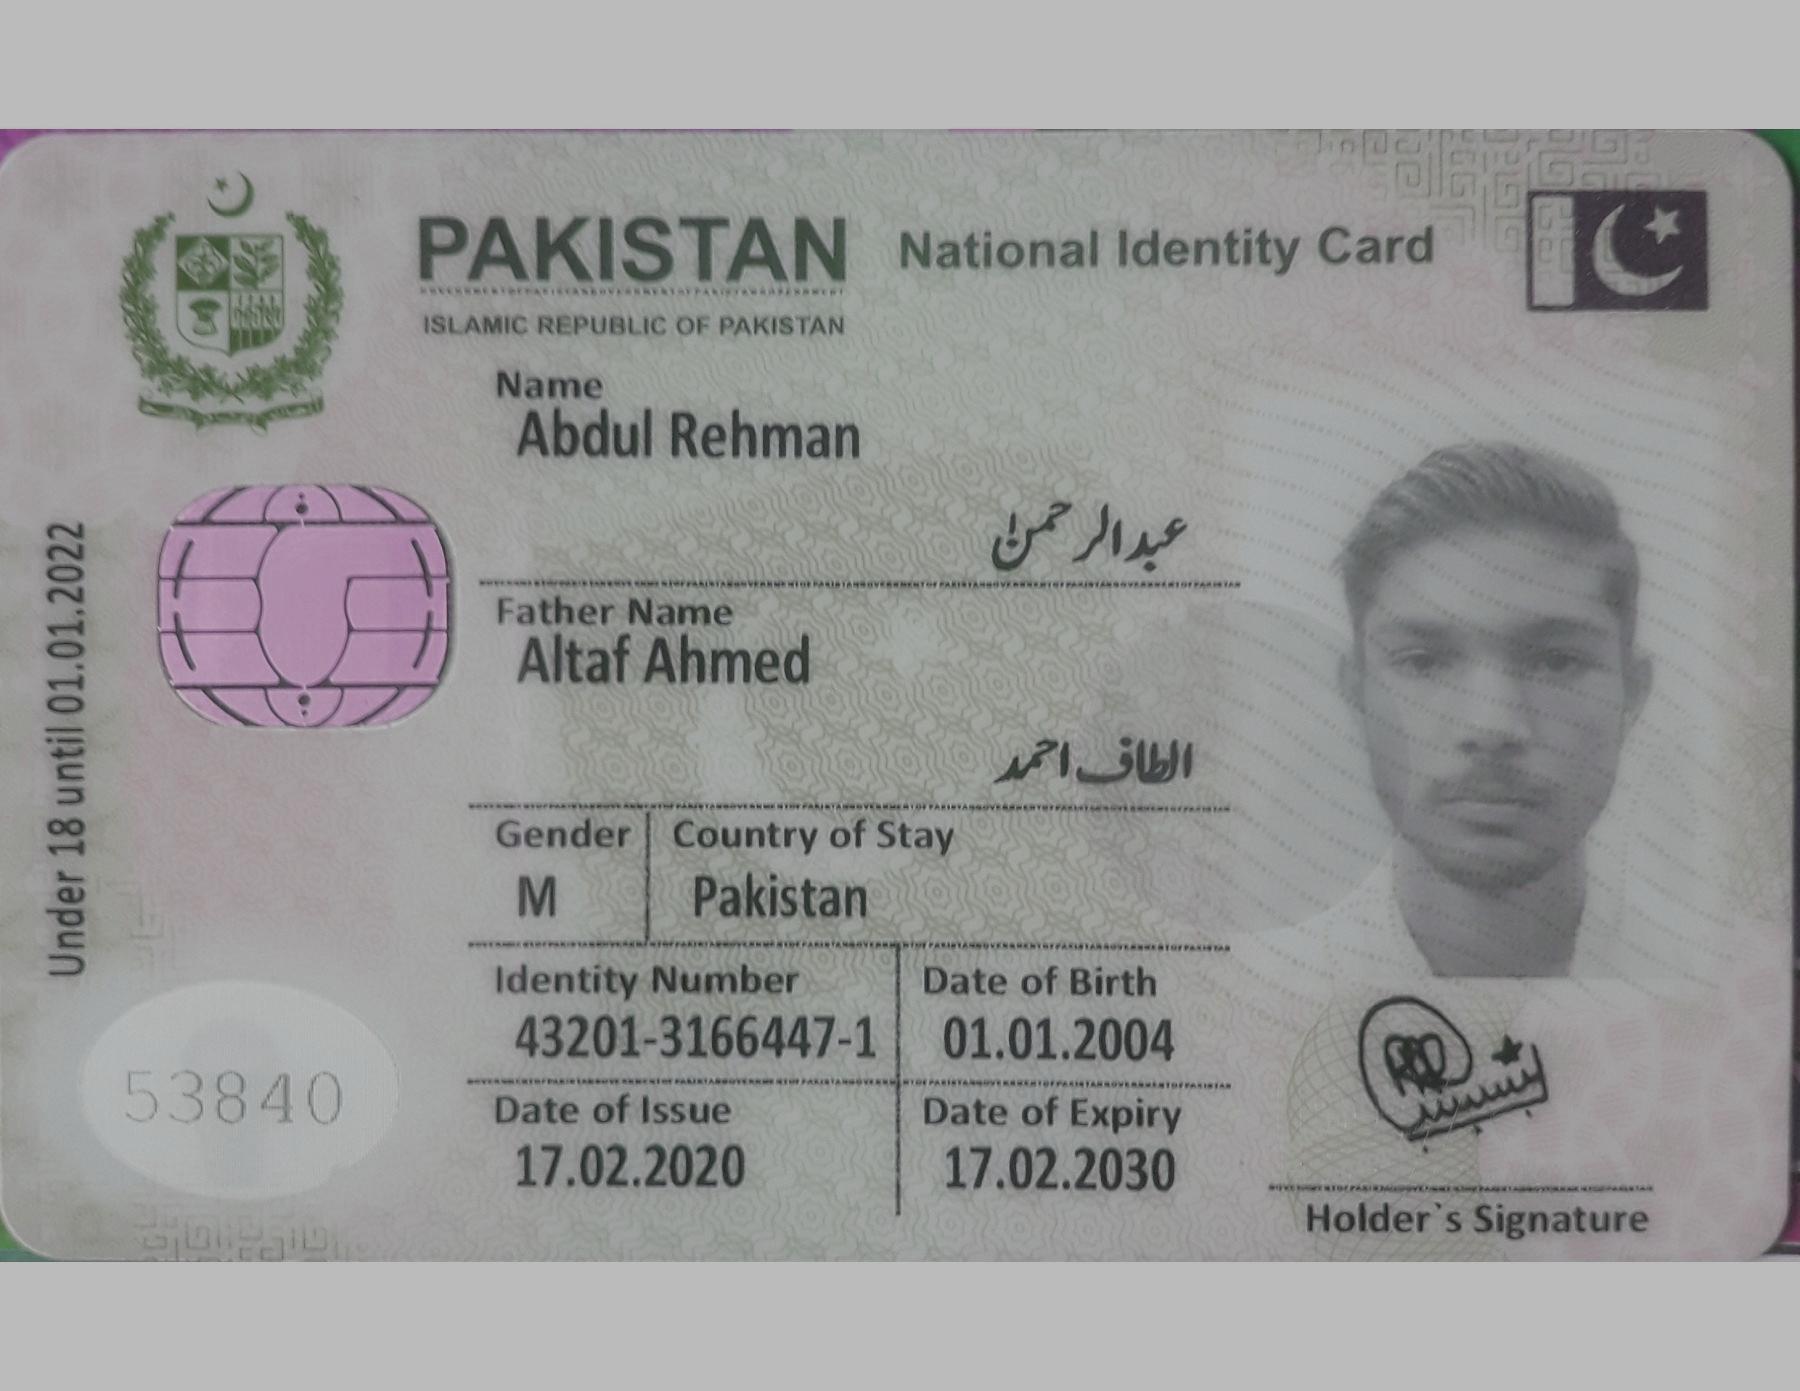 PAKISTAN National Identity Card
ISLAMIC REPUBLIC OF PAKISTAN
Name
Abdul Rehman
عبدالرحمن
Father Name
Altaf Ahmed
الطاف احمد
Gender Country of Stay
M Pakistan
Identity Number Date of Birth
43201-3166447-1 01.01.2004
Date of Issue Date of Expiry
17.02.2020 17.02.2030
Holder`s Signature
Under 18 until 01.01.2022
53840